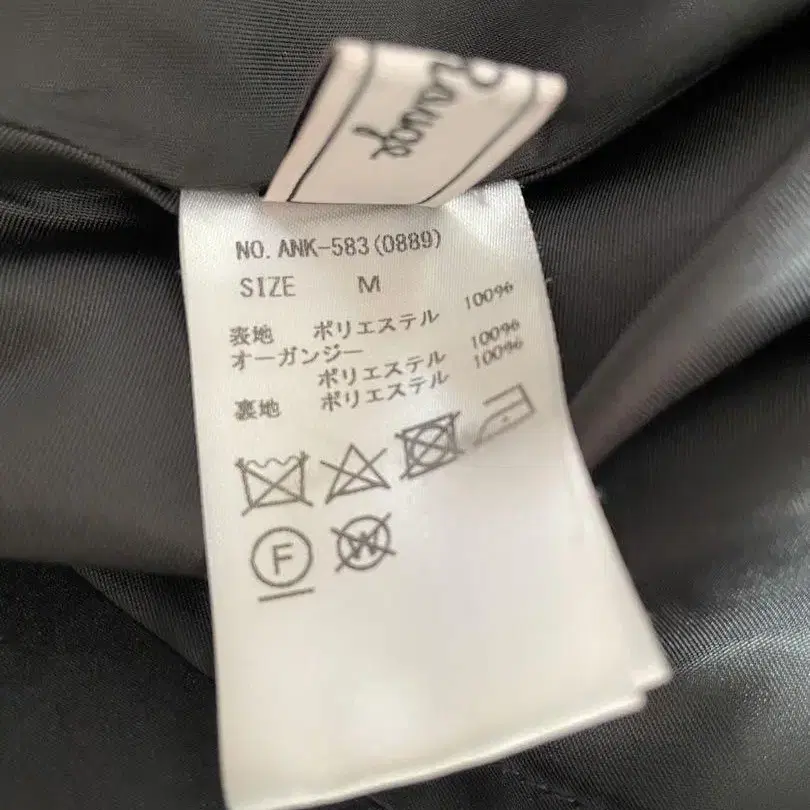 NO. ANK-583(0889)
SIZE M
表地 ポリエステル 100%
オーガンジー
ポリエステル 100%
裏地 ポリエステル 100%
F
W